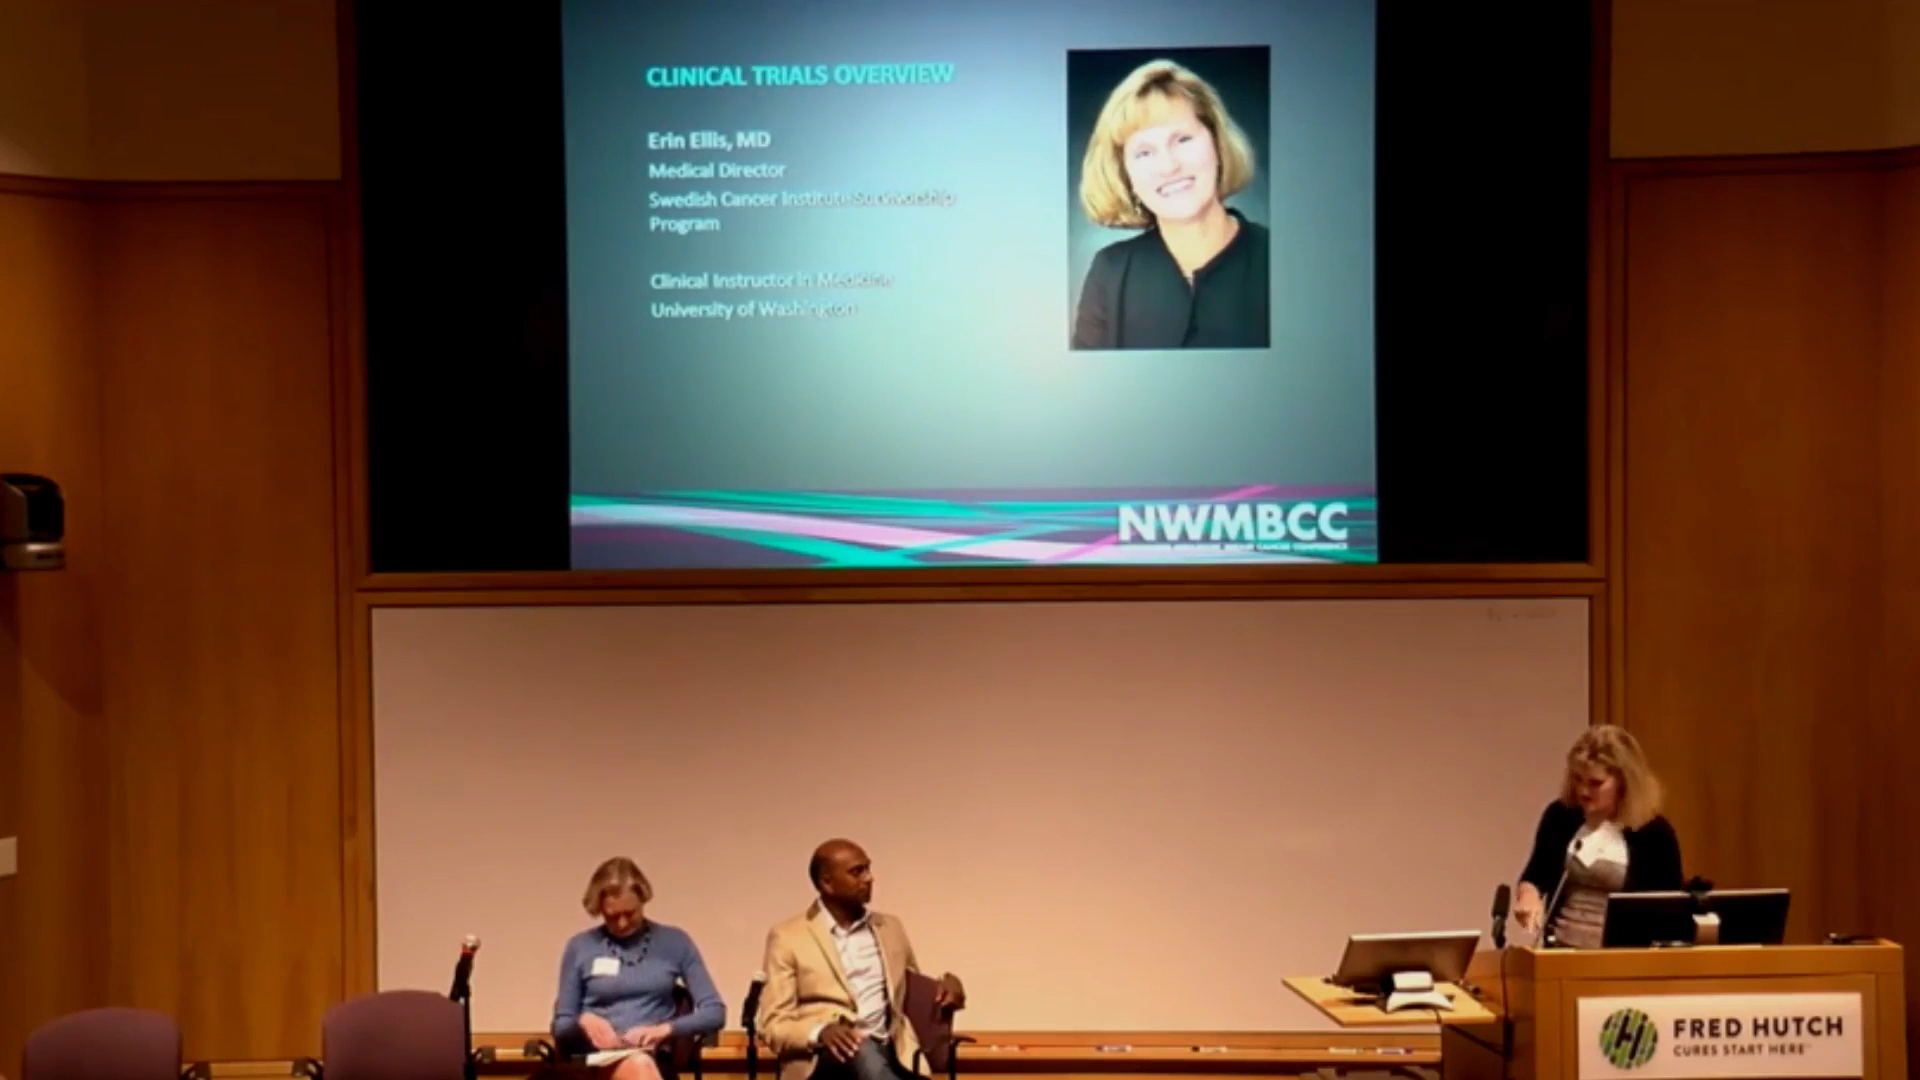 CLINICAL TRIALS OVERVIEW
Erin Ellis, MD
Medical Director
Swedish Cancer Institute Survivorship
Program
Clinical Instructor in Medicine
University of Washington
NWMBCC
FRED HUTCH
CURES START HERE™